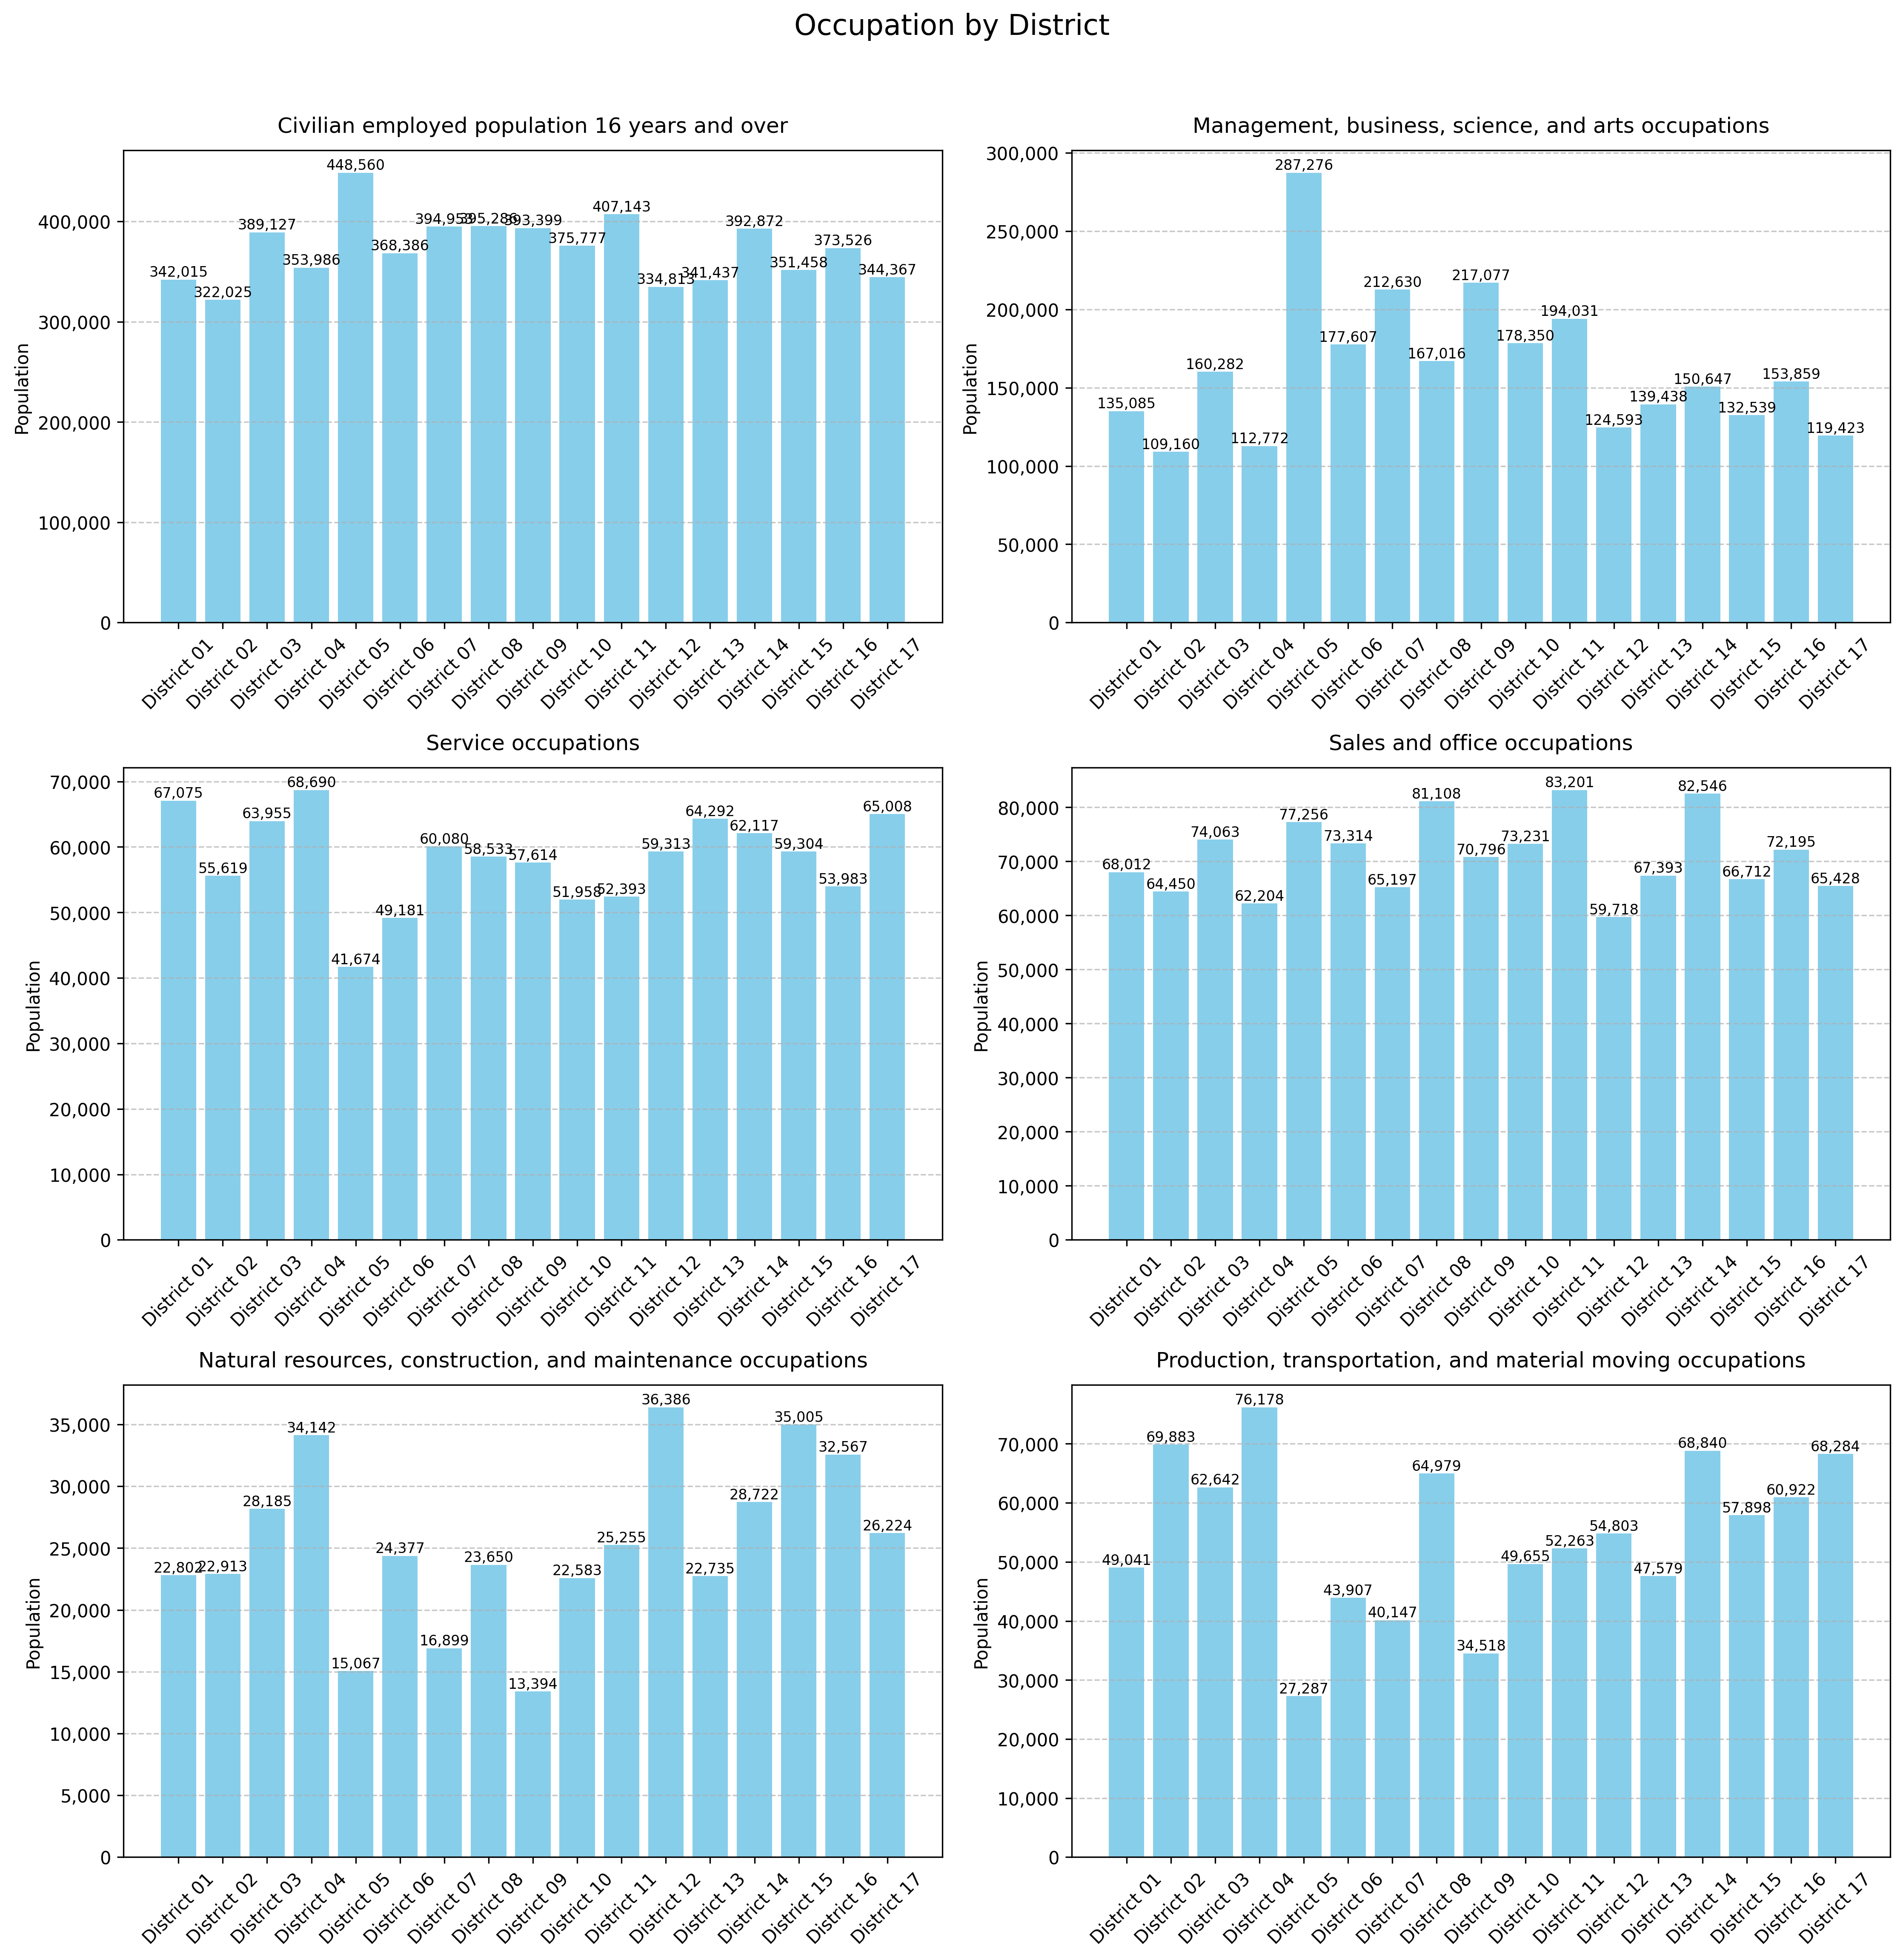 Occupation by District
Civilian employed population 16 years and over
Population
400,000
300,000
200,000
100,000
0
342,015
322,025
389,127
353,986
448,560
368,386
394,953
395,286
393,399
375,777
407,143
334,813
341,437
392,872
351,458
373,526
344,367
District 01
District 02
District 03
District 04
District 05
District 06
District 07
District 08
District 09
District 10
District 11
District 12
District 13
District 14
District 15
District 16
District 17
Management, business, science, and arts occupations
Population
300,000
250,000
200,000
150,000
100,000
50,000
0
135,085
109,160
160,282
112,772
287,276
177,607
212,630
167,016
217,077
178,350
194,031
124,593
139,438
150,647
132,539
153,859
119,423
District 01
District 02
District 03
District 04
District 05
District 06
District 07
District 08
District 09
District 10
District 11
District 12
District 13
District 14
District 15
District 16
District 17
Service occupations
Population
70,000
60,000
50,000
40,000
30,000
20,000
10,000
0
67,075
55,619
63,955
68,690
41,674
49,181
60,080
58,533
57,614
51,958
52,393
59,313
64,292
62,117
59,304
53,983
65,008
District 01
District 02
District 03
District 04
District 05
District 06
District 07
District 08
District 09
District 10
District 11
District 12
District 13
District 14
District 15
District 16
District 17
Sales and office occupations
Population
80,000
70,000
60,000
50,000
40,000
30,000
20,000
10,000
0
68,012
64,450
74,063
62,204
77,256
73,314
65,197
81,108
70,796
73,231
83,201
59,718
67,393
82,546
66,712
72,195
65,428
District 01
District 02
District 03
District 04
District 05
District 06
District 07
District 08
District 09
District 10
District 11
District 12
District 13
District 14
District 15
District 16
District 17
Natural resources, construction, and maintenance occupations
Population
35,000
30,000
25,000
20,000
15,000
10,000
5,000
0
22,802
22,913
28,185
34,142
15,067
24,377
16,899
23,650
13,394
22,583
25,255
36,386
22,735
28,722
35,005
32,567
26,224
District 01
District 02
District 03
District 04
District 05
District 06
District 07
District 08
District 09
District 10
District 11
District 12
District 13
District 14
District 15
District 16
District 17
Production, transportation, and material moving occupations
Population
70,000
60,000
50,000
40,000
30,000
20,000
10,000
0
49,041
69,883
62,642
76,178
27,287
43,907
40,147
64,979
34,518
49,655
52,263
54,803
47,579
68,840
57,898
60,922
68,284
District 01
District 02
District 03
District 04
District 05
District 06
District 07
District 08
District 09
District 10
District 11
District 12
District 13
District 14
District 15
District 16
District 17